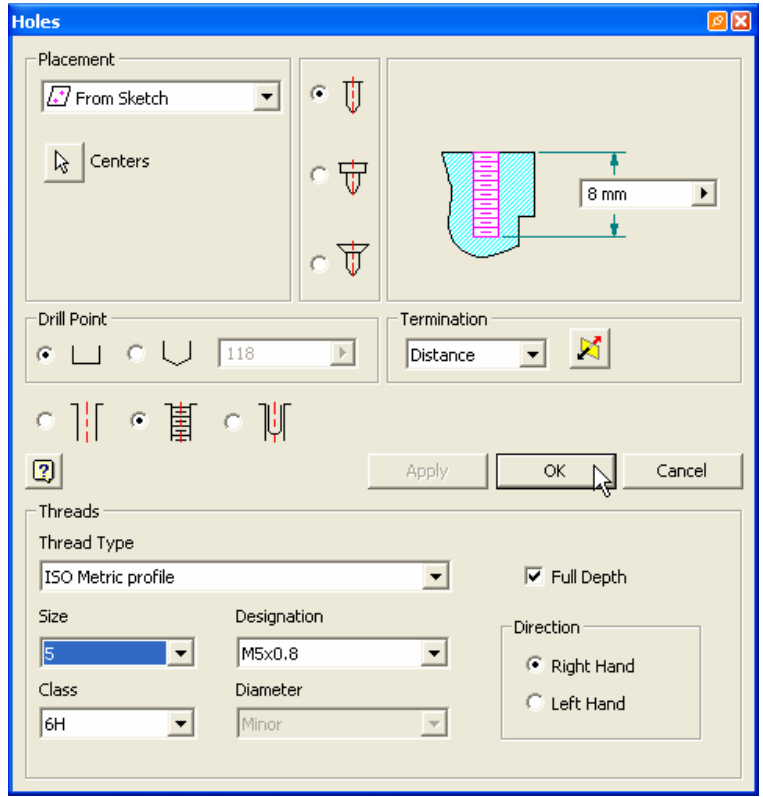 Holes
Placement
From Sketch
Centers
8 mm
Drill Point
118
Termination
Distance
Apply
OK
Cancel
Threads
Thread Type
ISO Metric profile
Full Depth
Size
Designation
5
M5x0.8
Direction
Right Hand
Left Hand
Class
Diameter
6H
Minor